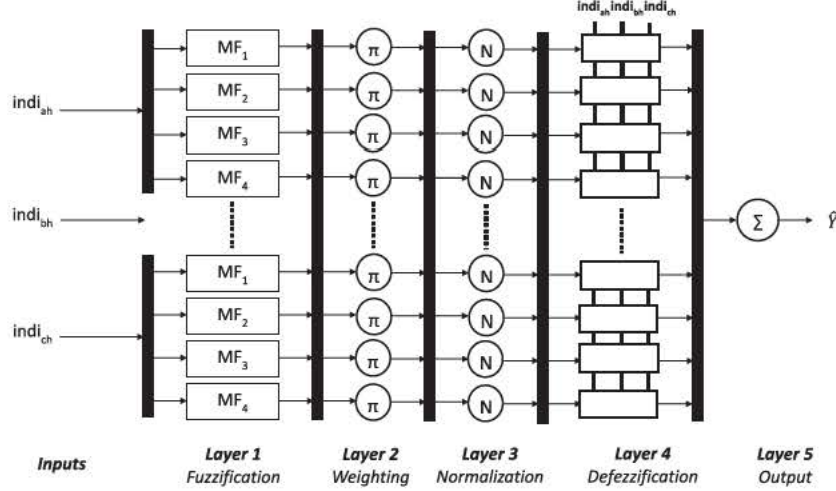 indi_ah indi_bh indi_ch
MF1 π N
MF2 π N
indi_ah
MF3 π N
MF4 π N
indi_bh Σ Ŷ
MF1 π N
MF2 π N
indi_ch
MF3 π N
MF4 π N
Inputs Layer 1 Layer 2 Layer 3 Layer 4 Layer 5
Fuzzification Weighting Normalization Defezzification Output